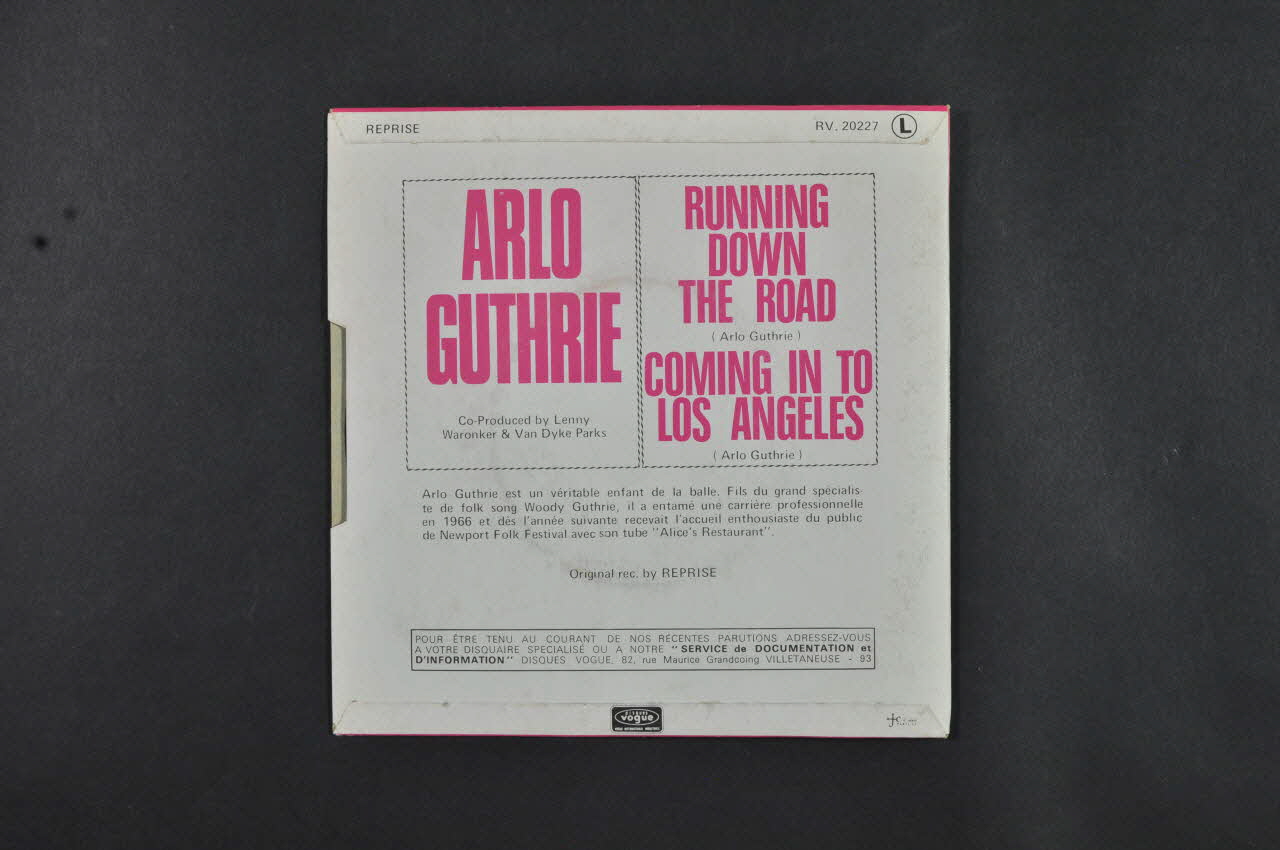 REPRISE
RV. 20227 L
ARLO
GUTHRIE
Co-Produced by Lenny
Waronker & Van Dyke Parks
RUNNING
DOWN
THE ROAD
( Arlo Guthrie )
COMING IN TO
LOS ANGELES
( Arlo Guthrie )
Arlo Guthrie est un véritable enfant de la balle. Fils du grand spécialis-
te de folk song Woody Guthrie, il a entamé une carrière professionnelle
en 1966 et dès l'année suivante recevait l'accueil enthousiaste du public
de Newport Folk Festival avec son tube "Alice's Restaurant".
Original rec. by REPRISE
POUR ÊTRE TENU AU COURANT DE NOS RÉCENTES PARUTIONS ADRESSEZ-VOUS
A VOTRE DISQUAIRE SPECIALISÉ OU A NOTRE "SERVICE de DOCUMENTATION et
D'INFORMATION" DISQUES VOGUE, 82, rue Maurice Grandcoing VILLETANEUSE - 93
DISQUES
vogue